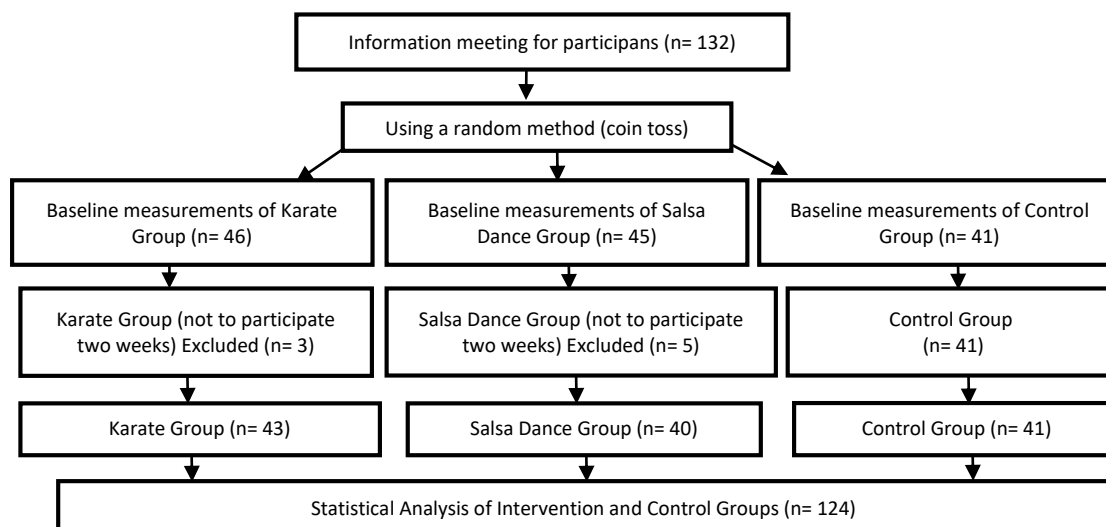 Information meeting for participans (n= 132)
Using a random method (coin toss)
Baseline measurements of Karate
Group (n= 46)
Baseline measurements of Salsa
Dance Group (n= 45)
Baseline measurements of Control
Group (n= 41)
Karate Group (not to participate
two weeks) Excluded (n= 3)
Salsa Dance Group (not to participate
two weeks) Excluded (n= 5)
Control Group
(n= 41)
Karate Group (n= 43)
Salsa Dance Group (n= 40)
Control Group (n= 41)
Statistical Analysis of Intervention and Control Groups (n= 124)